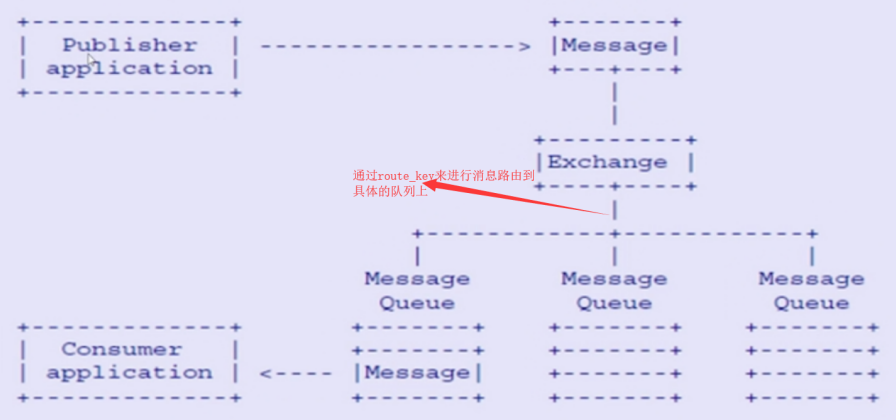 Publisher
application
Message
Exchange
通过route_key来进行消息路由到
具体的队列上
Message Message Message
Queue Queue Queue
Consumer
application
Message